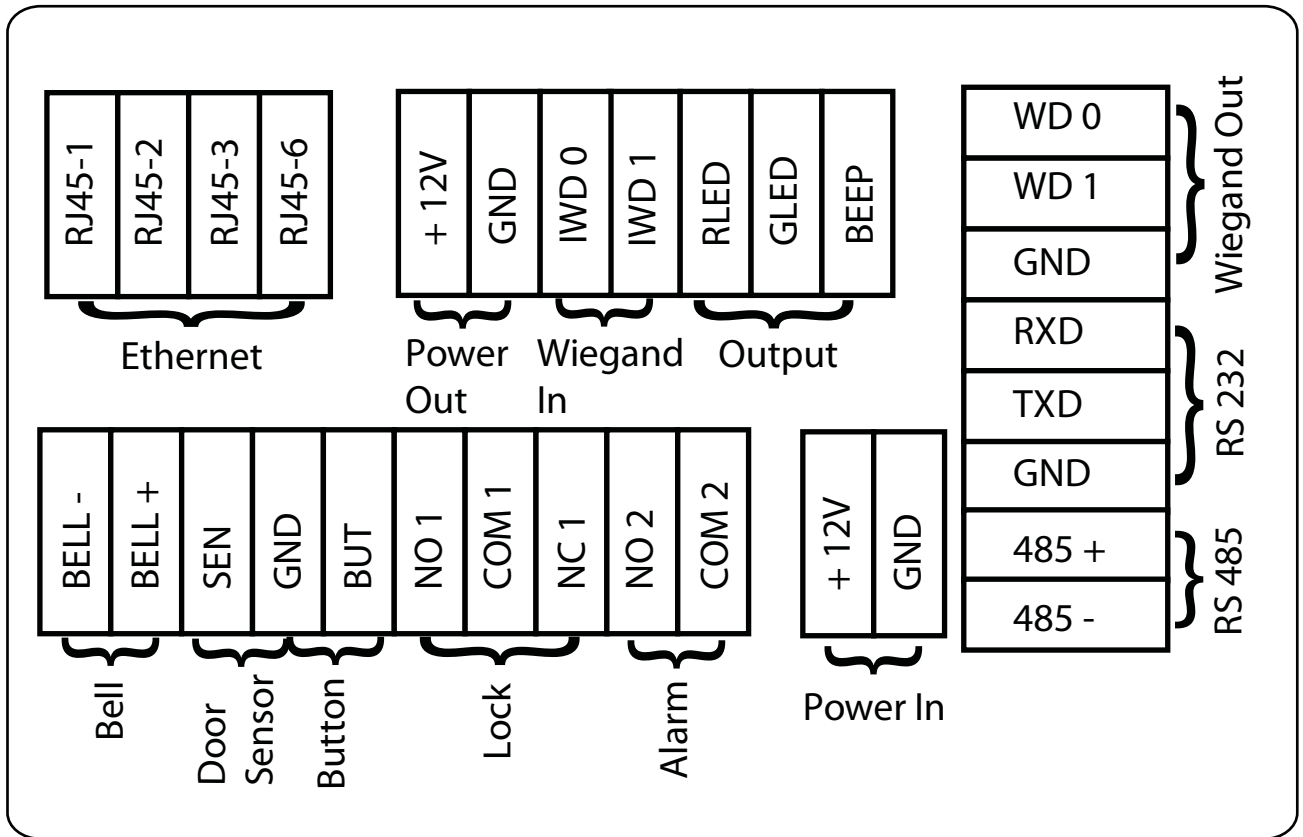 RJ45-1
RJ45-2
RJ45-3
RJ45-6
Ethernet
+ 12V
GND
IWD 0
IWD 1
RLED
GLED
BEEP
Power
Out
Wiegand
In
Output
WD 0
WD 1
GND
RXD
TXD
GND
485 +
485 -
Wiegand Out
RS 232
RS 485
BELL -
BELL +
SEN
GND
BUT
NO 1
COM 1
NC 1
NO 2
COM 2
Bell
Door
Sensor
Button
Lock
Alarm
+ 12V
GND
Power In